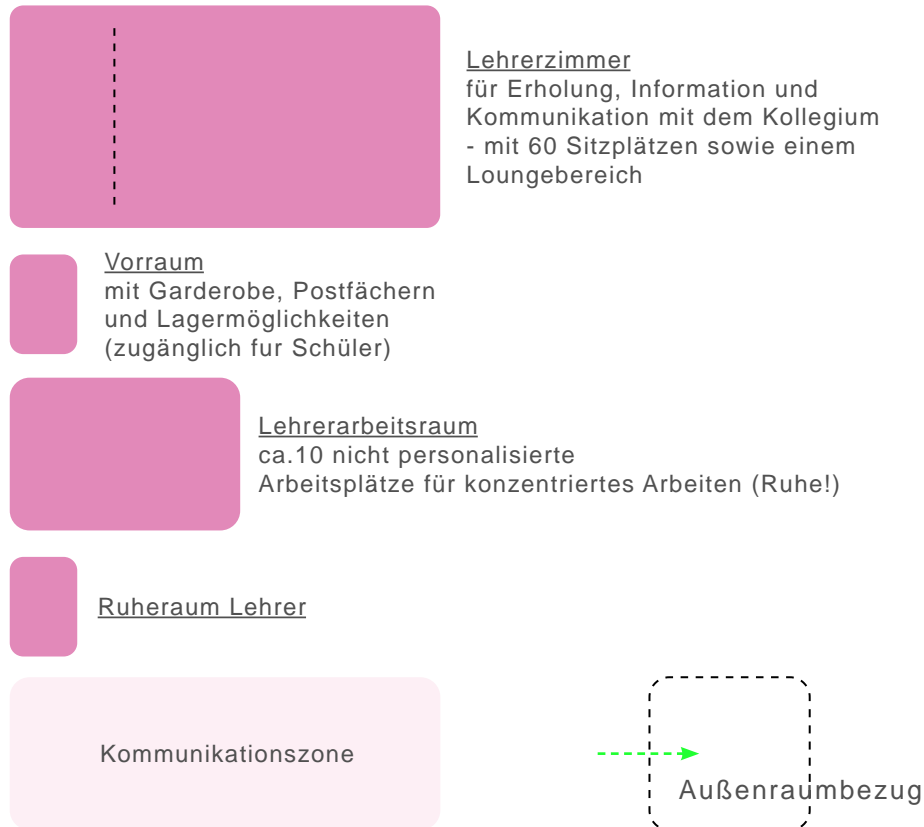 Lehrerzimmer
für Erholung, Information und
Kommunikation mit dem Kollegium
- mit 60 Sitzplätzen sowie einem
Loungebereich
Vorraum
mit Garderobe, Postfächern
und Lagermöglichkeiten
(zugänglich fur Schüler)
Lehrerarbeitsraum
ca.10 nicht personalisierte
Arbeitsplätze für konzentriertes Arbeiten (Ruhe!)
Ruheraum Lehrer
Kommunikationszone
Außenraumbezug